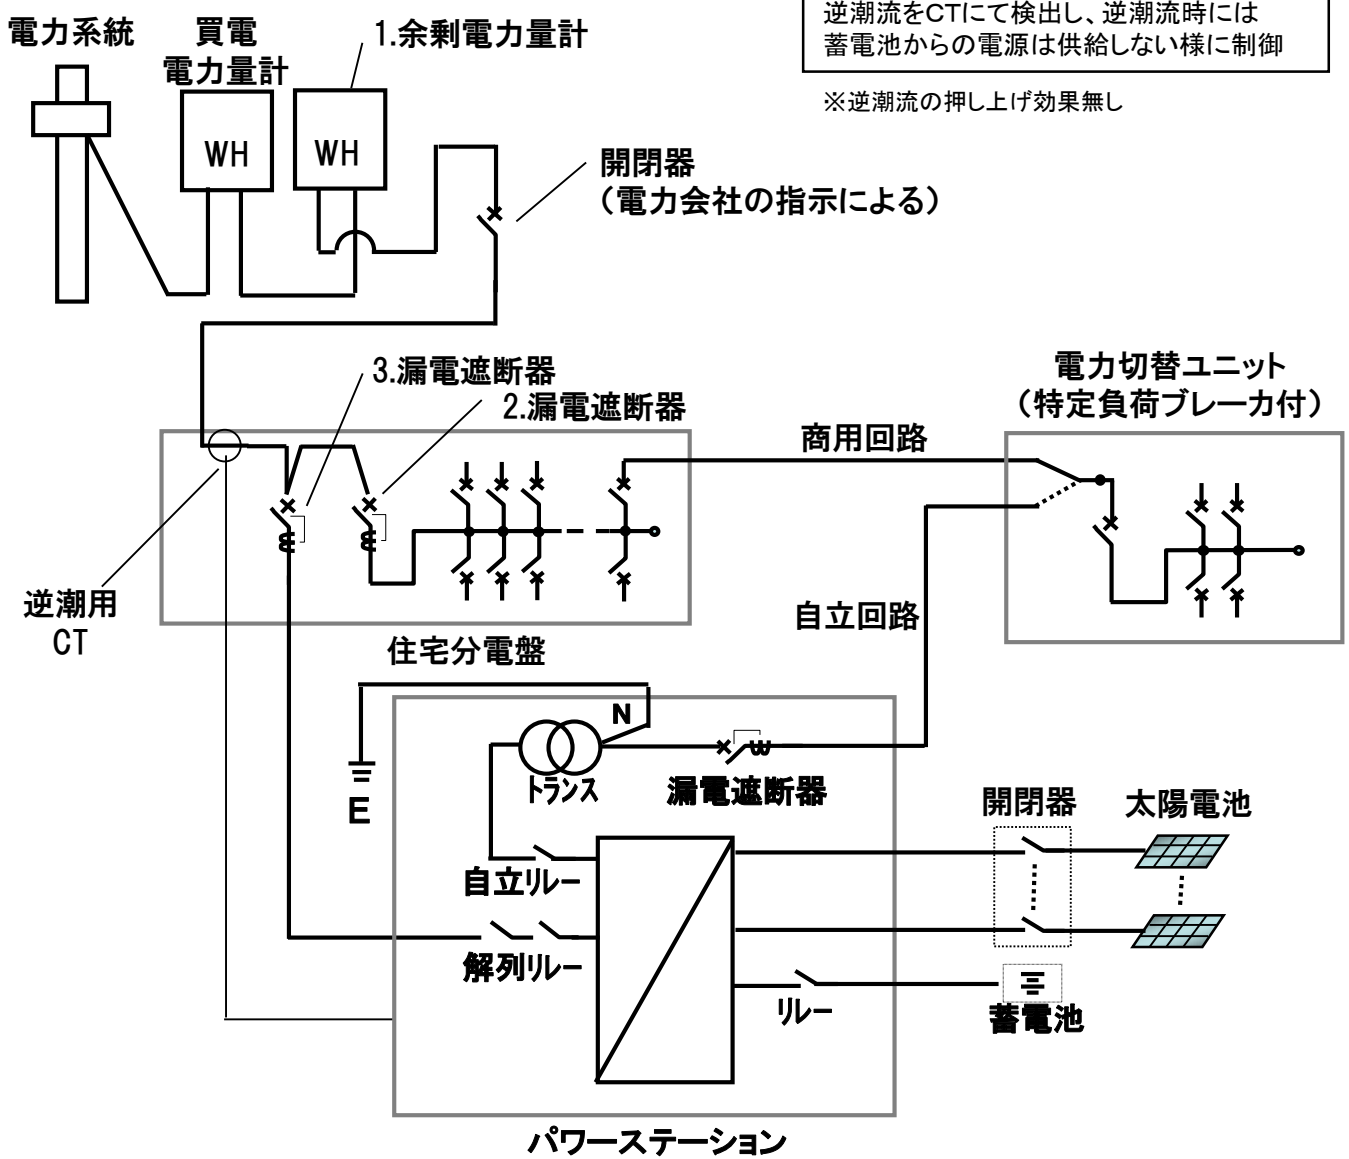 逆潮流をCTにて検出し、逆潮流時には
蓄電池からの電源は供給しない様に制御
※逆潮流の押し上げ効果無し
電力系統
買電
電力量計
1.余剰電力量計
WH
WH
開閉器
（電力会社の指示による）
3.漏電遮断器
2.漏電遮断器
電力切替ユニット
（特定負荷ブレーカ付）
商用回路
自立回路
逆潮用
CT
住宅分電盤
N
E
トランス
漏電遮断器
開閉器
太陽電池
自立リレー
解列リレー
リレー
蓄電池
パワーステーション